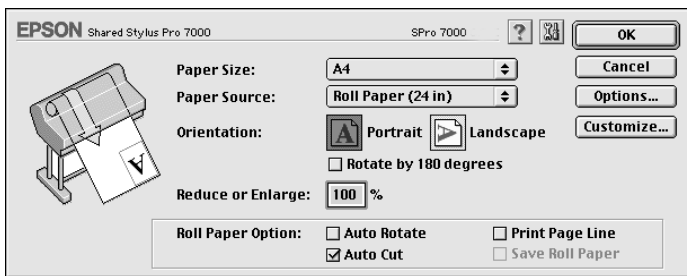 EPSON Shared Stylus Pro 7000 SPro 7000 ? OK
Paper Size: A4 Cancel
Paper Source: Roll Paper (24 in) Options...
Orientation: A Portrait A Landscape Customize...
Rotate by 180 degrees
Reduce or Enlarge: 100 %
Roll Paper Option: Auto Rotate Print Page Line
Auto Cut Save Roll Paper
A